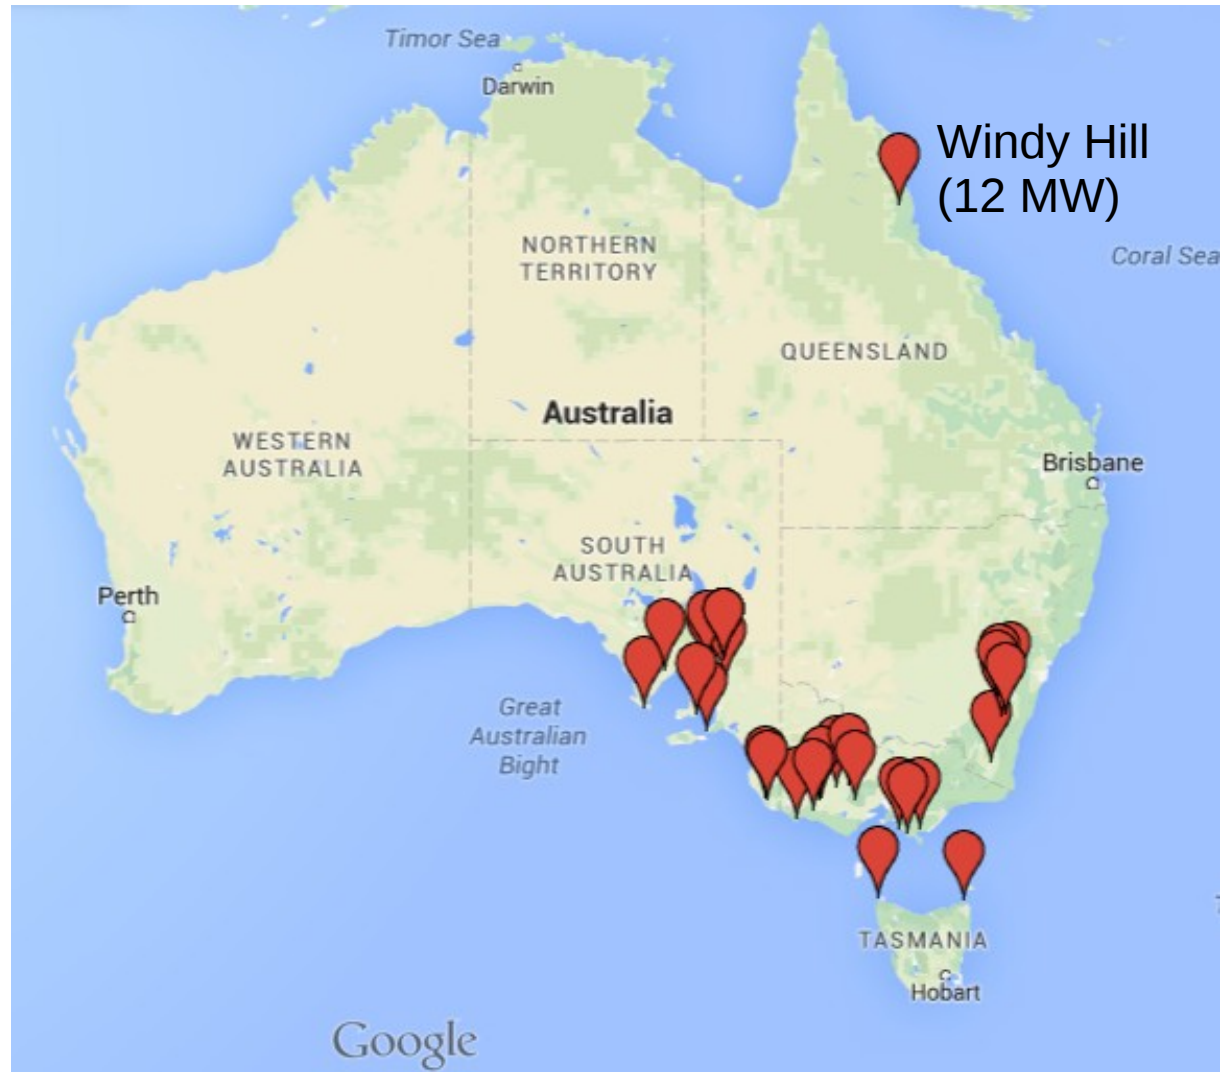 Timor Sea
Darwin
Windy Hill
(12 MW)
NORTHERN
TERRITORY
Coral Sea
QUEENSLAND
Australia
WESTERN
AUSTRALIA
Brisbane
SOUTH
AUSTRALIA
Perth
Great
Australian
Bight
TASMANIA
Hobart
Google